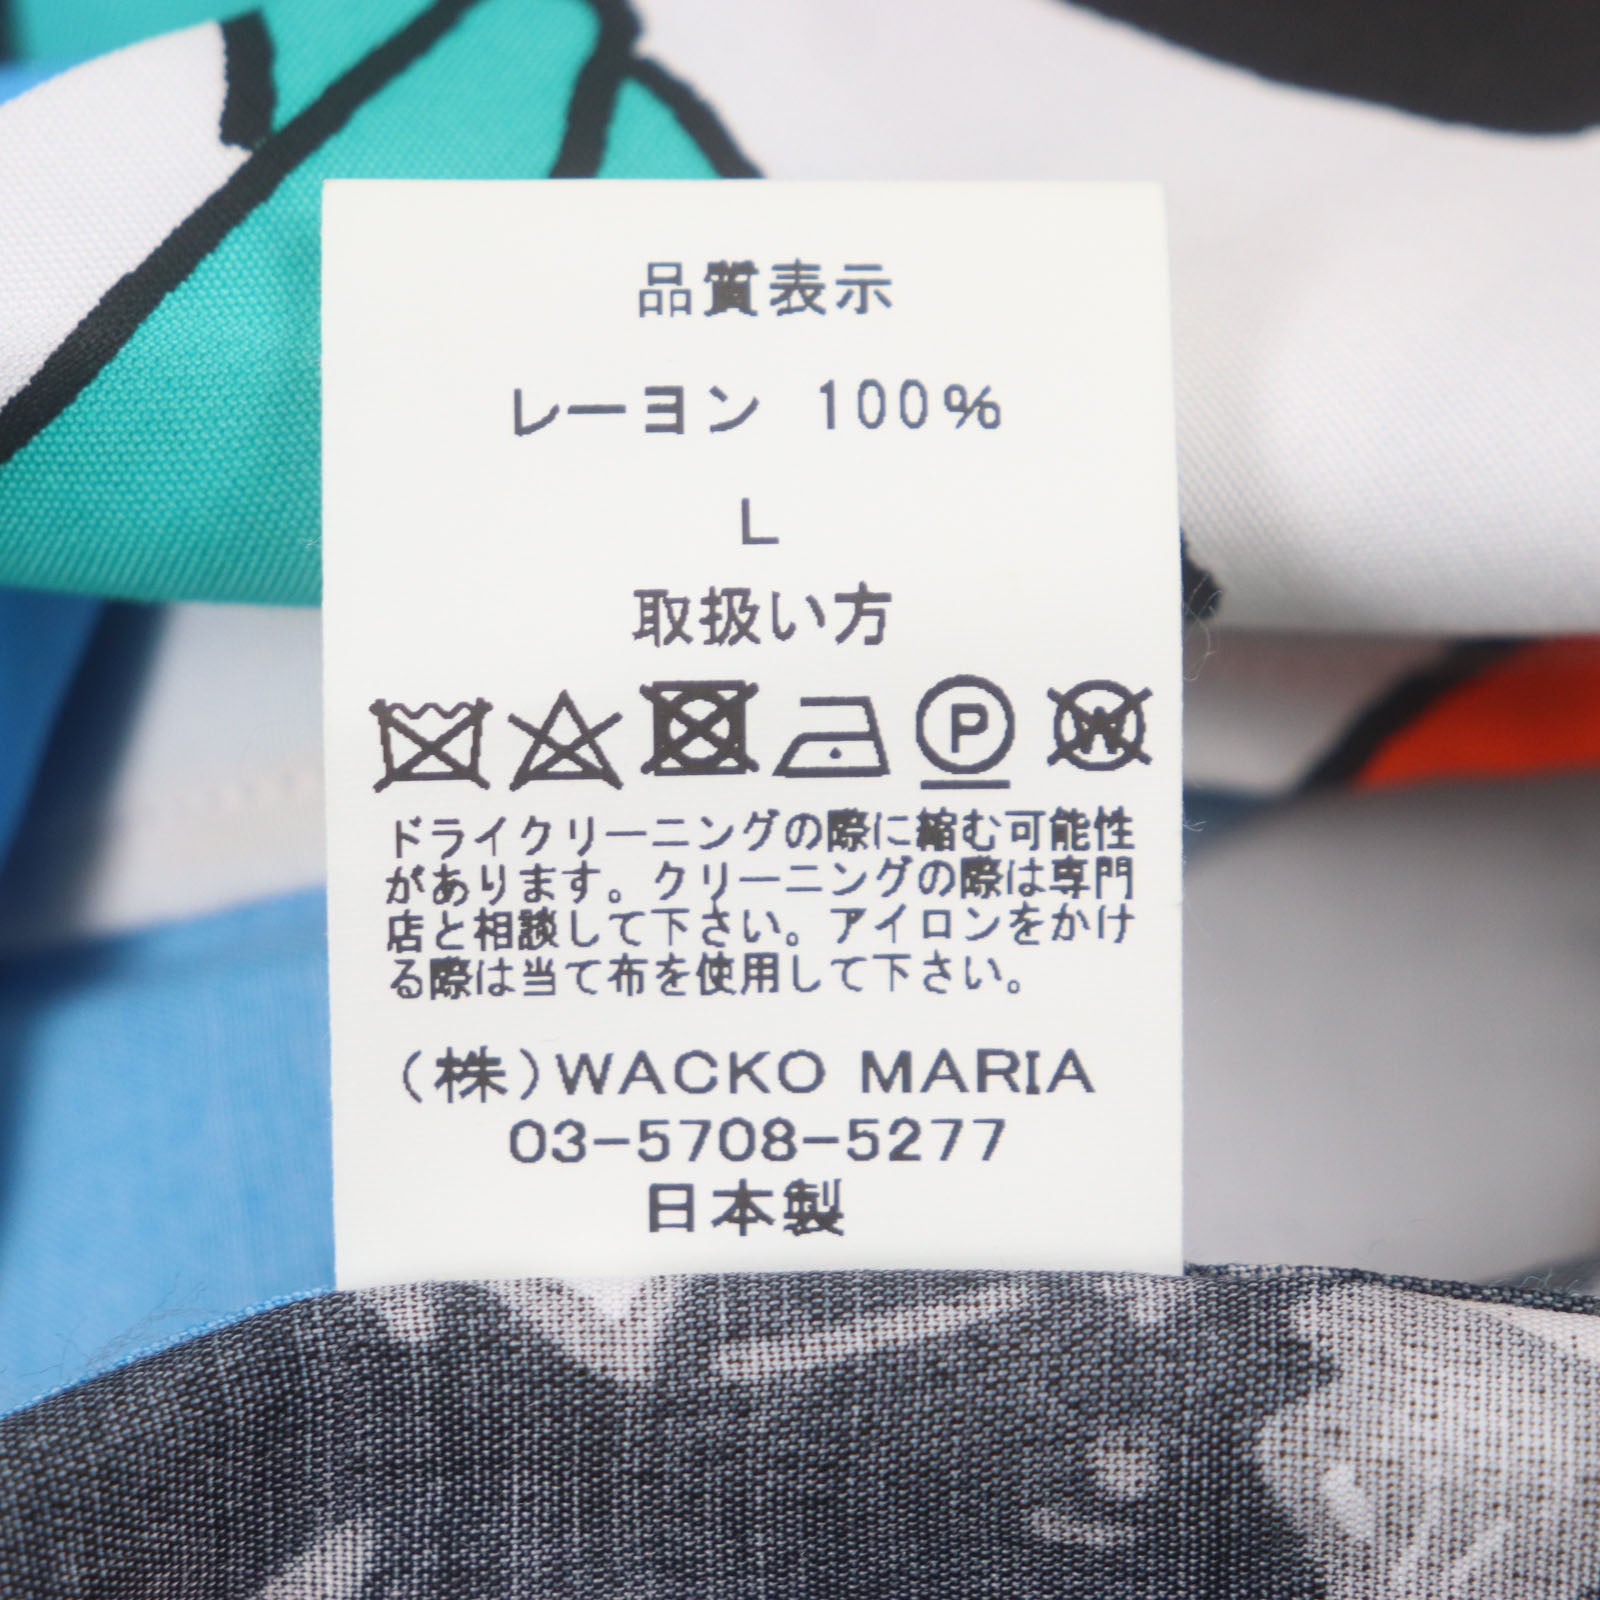 品質表示
レーヨン 100%
L
取扱い方
P W
ドライクリーニングの際に縮む可能性
があります。クリーニングの際は専門
店と相談して下さい。アイロンをかけ
る際は当て布を使用して下さい。
(株)WACKO MARIA
03-5708-5277
日本製